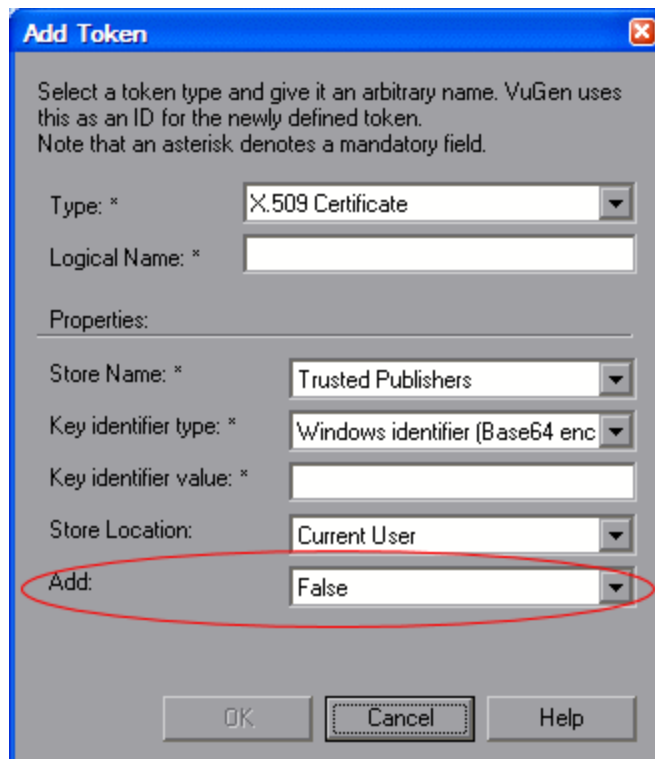 Add Token
Select a token type and give it an arbitrary name. VuGen uses
this as an ID for the newly defined token.
Note that an asterisk denotes a mandatory field.
Type: * X.509 Certificate
Logical Name: *
Properties:
Store Name: * Trusted Publishers
Key identifier type: * Windows identifier (Base64 enc
Key identifier value: *
Store Location: Current User
Add: False
OK Cancel Help